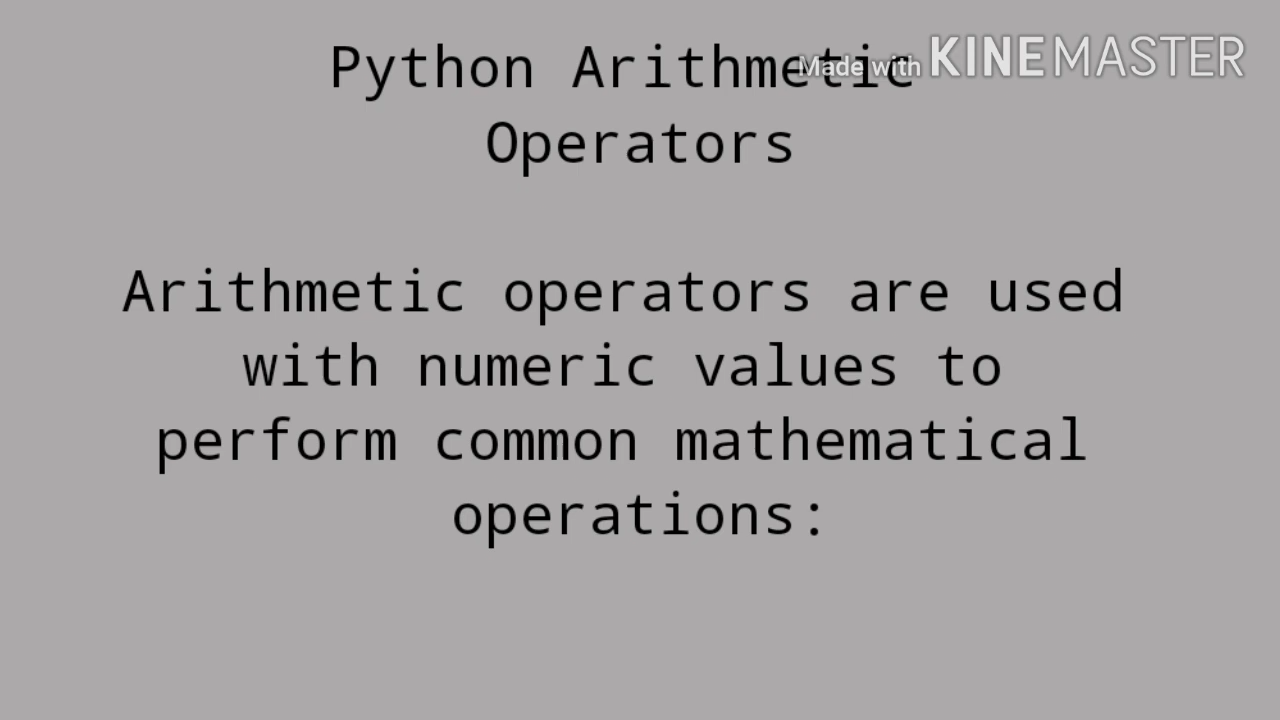 Python Arithmetic
Made with KINEMASTER
Operators
Arithmetic operators are used
with numeric values to
perform common mathematical
operations: